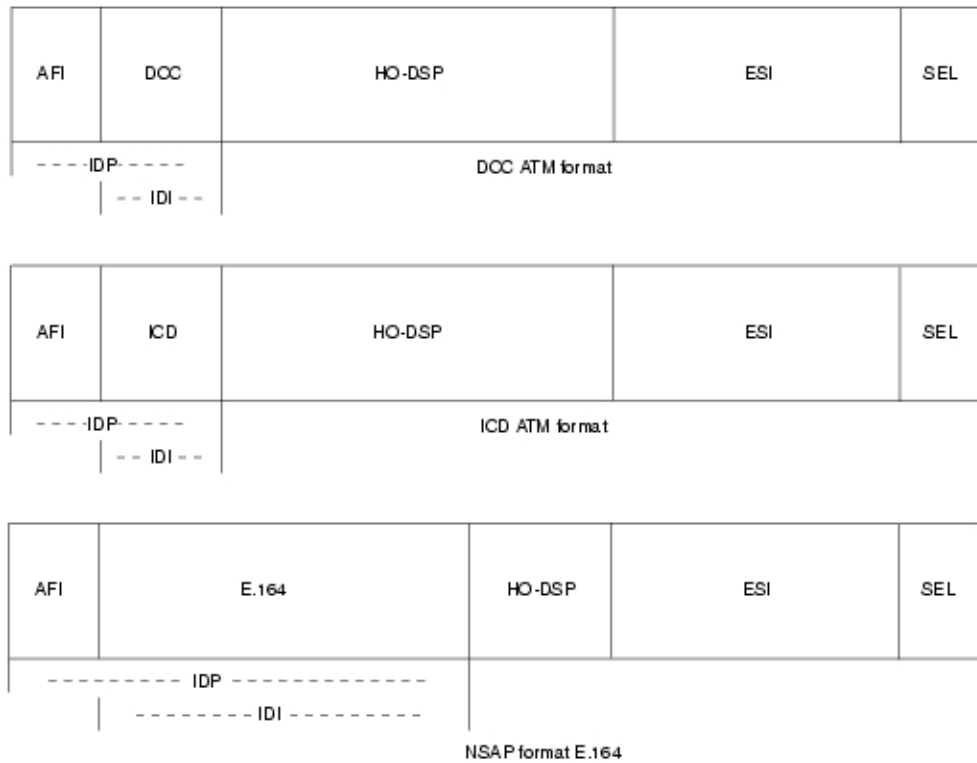 AFI DCC HO-DSP ESI SEL
IDP DCC ATM format
IDI
AFI ICD HO-DSP ESI SEL
IDP ICD ATM format
IDI
AFI E.164 HO-DSP ESI SEL
IDP
IDI
NSAP format E.164